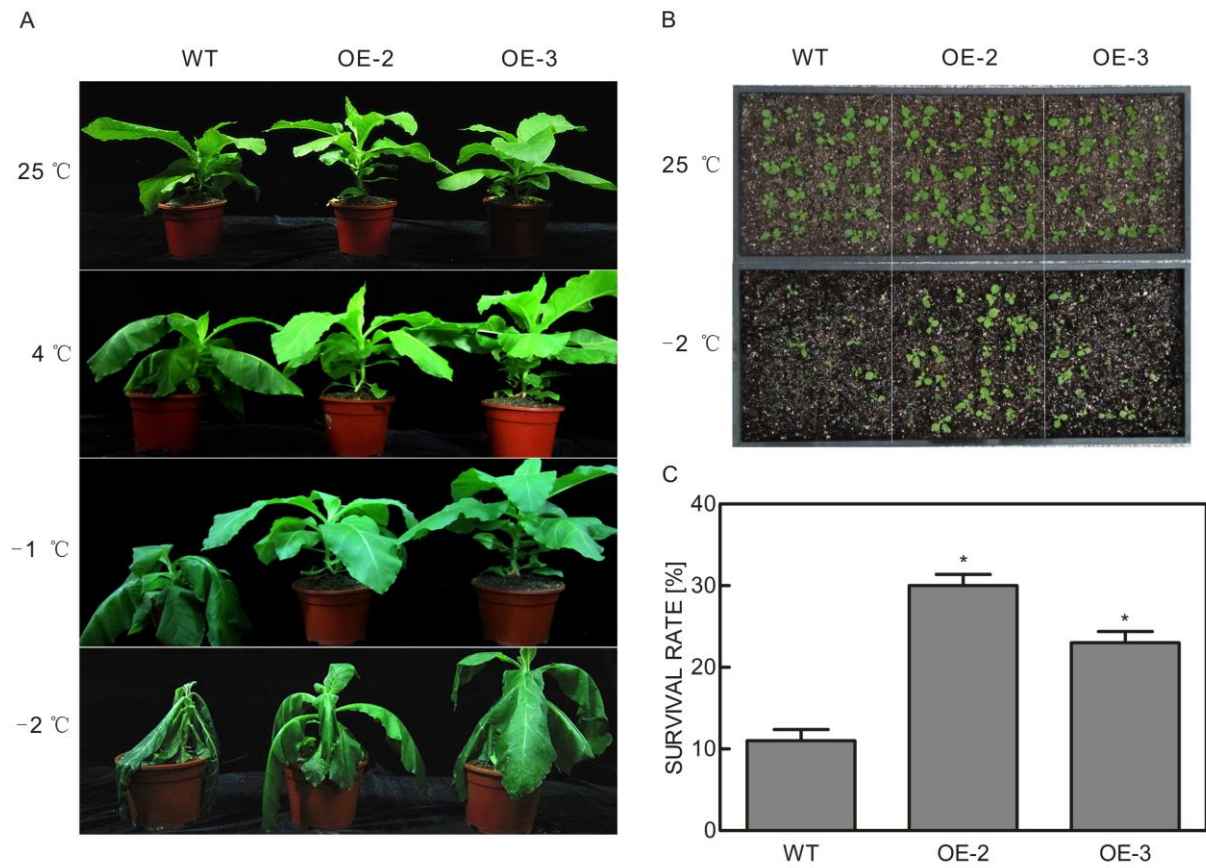 A
WT OE-2 OE-3
25 ℃
4 ℃
-1 ℃
-2 ℃
B
WT OE-2 OE-3
25 ℃
-2 ℃
C
SURVIVAL RATE [%]
40
30
20
10
0
*
*
WT OE-2 OE-3